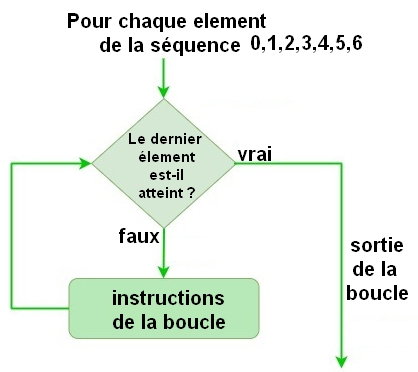 Pour chaque element
de la séquence 0,1,2,3,4,5,6
Le dernier
élement
est-il
atteint ?
vrai
faux
instructions
de la boucle
sortie
de la
boucle